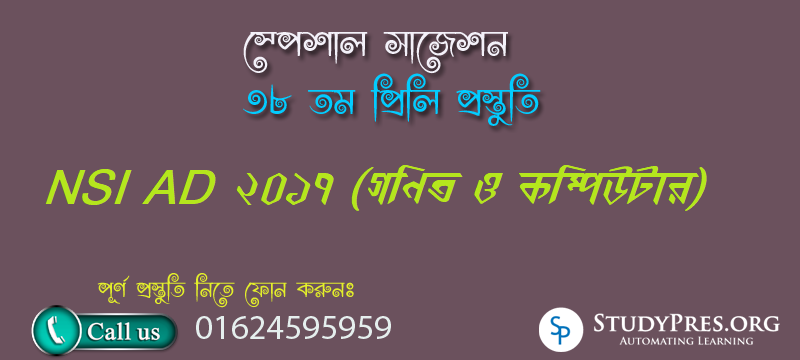 স্পেশাল সাজেশন
৩৮ তম প্রিলি প্রস্তুতি
NSI AD ২০১৭ (গনিত ও কম্পিউটার)
পূর্ণ প্রস্তুতি নিতে ফোন করুনঃ
Call us 01624595959
SP STUDYPRES.ORG
AUTOMATING LEARNING